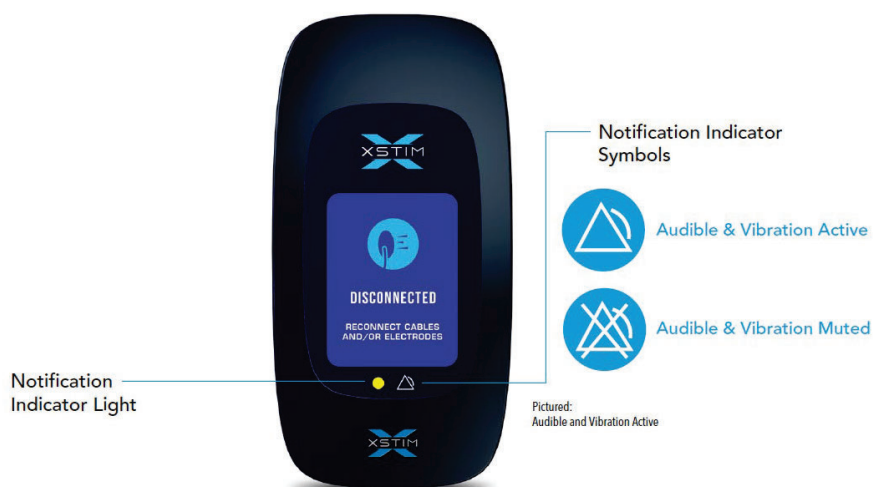 XSTIM
Notification Indicator
Symbols
Audible & Vibration Active
DISCONNECTED
RECONNECT CABLES
AND/OR ELECTRODES
Audible & Vibration Muted
Notification
Indicator Light
Pictured:
Audible and Vibration Active
XSTIM